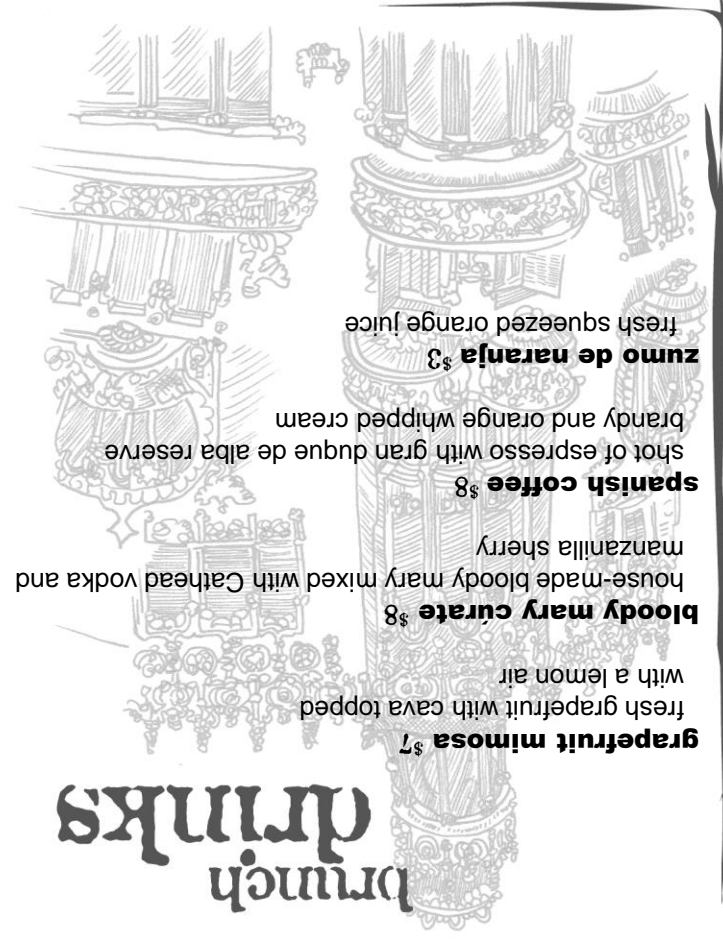 brunch
drinks
grapefruit mimosa $7
fresh grapefruit with cava topped
with a lemon air
bloody mary cúrate $8
house-made bloody mary mixed with Cathead vodka and
manzanilla sherry
spanish coffee $8
shot of espresso with gran duque de alba reserve
brandy and orange whipped cream
zumo de naranja $3
fresh squeezed orange juice